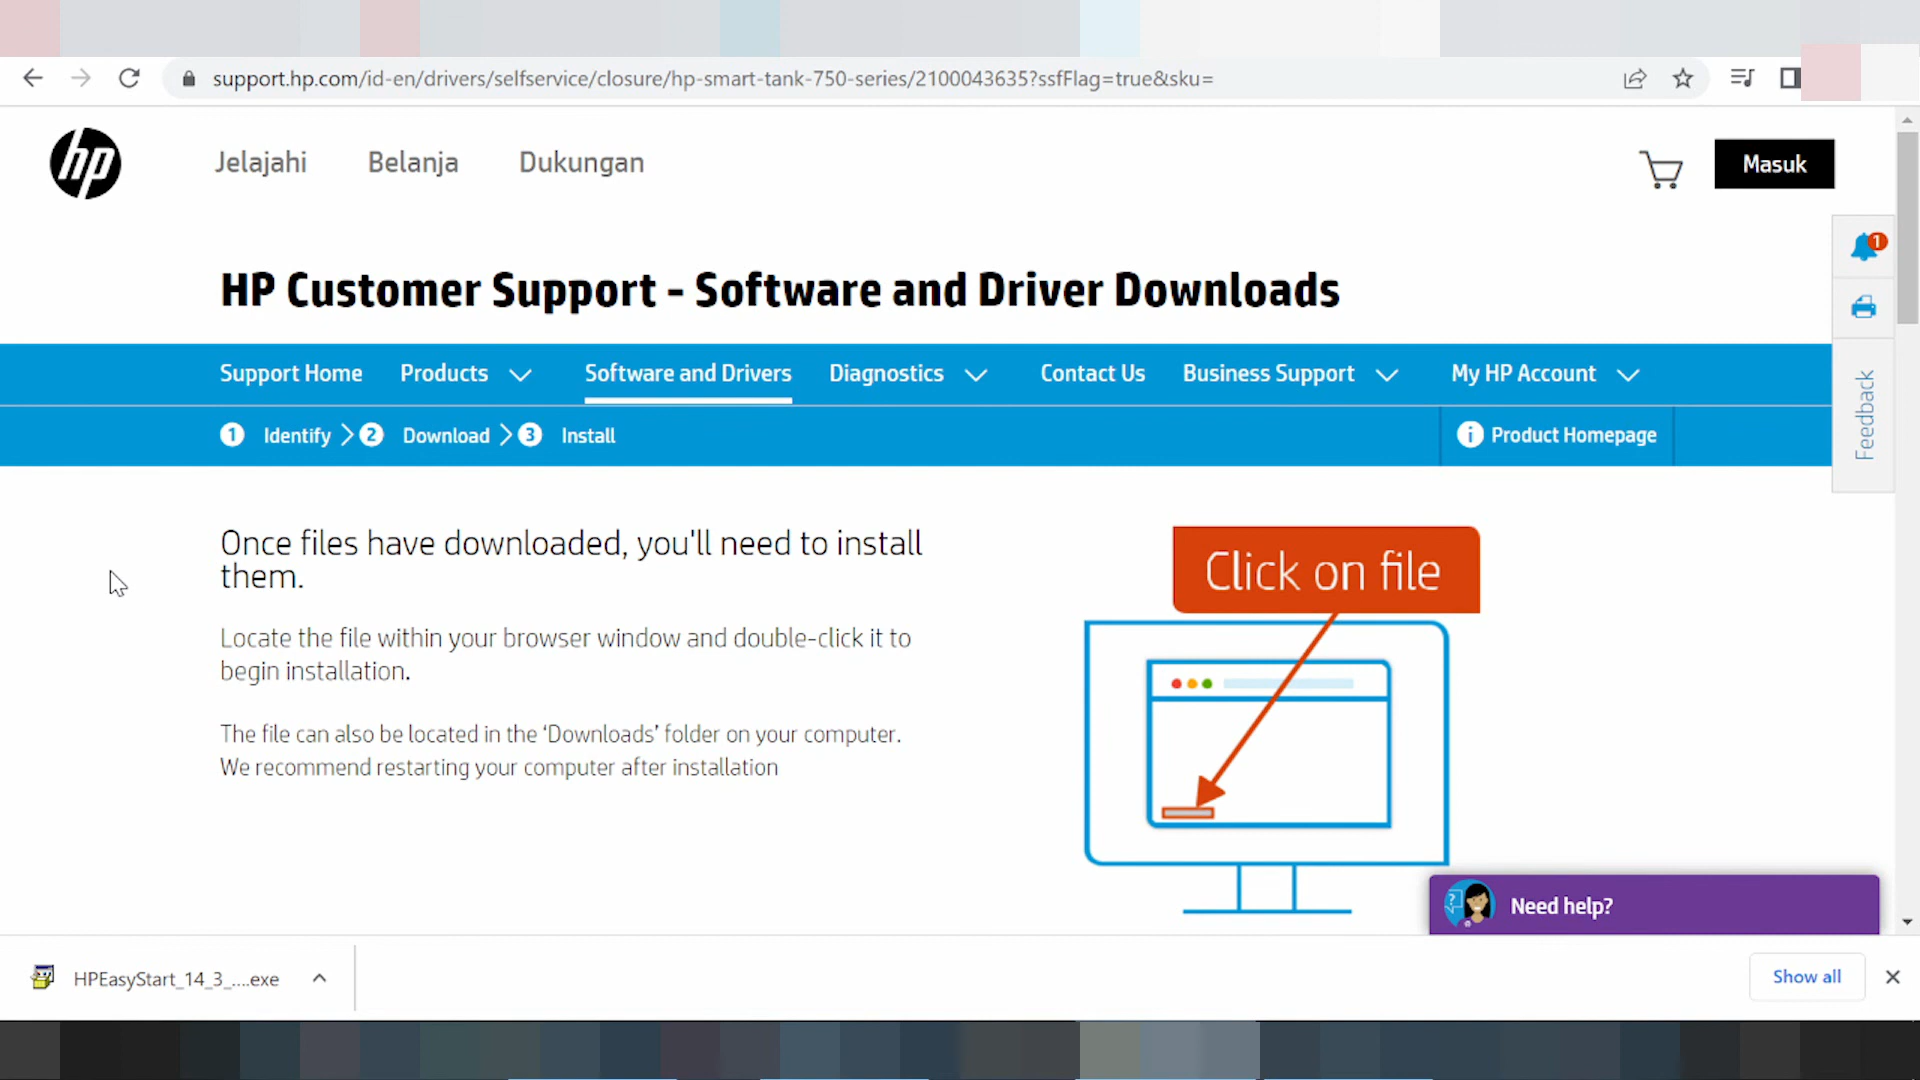 support.hp.com/id-en/drivers/selfservice/closure/hp-smart-tank-750-series/2100043635?ssfFlag=true&sku=
hp
Jelajahi Belanja Dukungan
Masuk
1
HP Customer Support - Software and Driver Downloads
Support Home Products Software and Drivers Diagnostics Contact Us Business Support My HP Account
Feedback
1 Identify 2 Download 3 Install
Product Homepage
Once files have downloaded, you'll need to install
them.
Locate the file within your browser window and double-click it to
begin installation.
The file can also be located in the ‘Downloads’ folder on your computer.
We recommend restarting your computer after installation
Click on file
Need help?
HPEasyStart_14_3_....exe
Show all